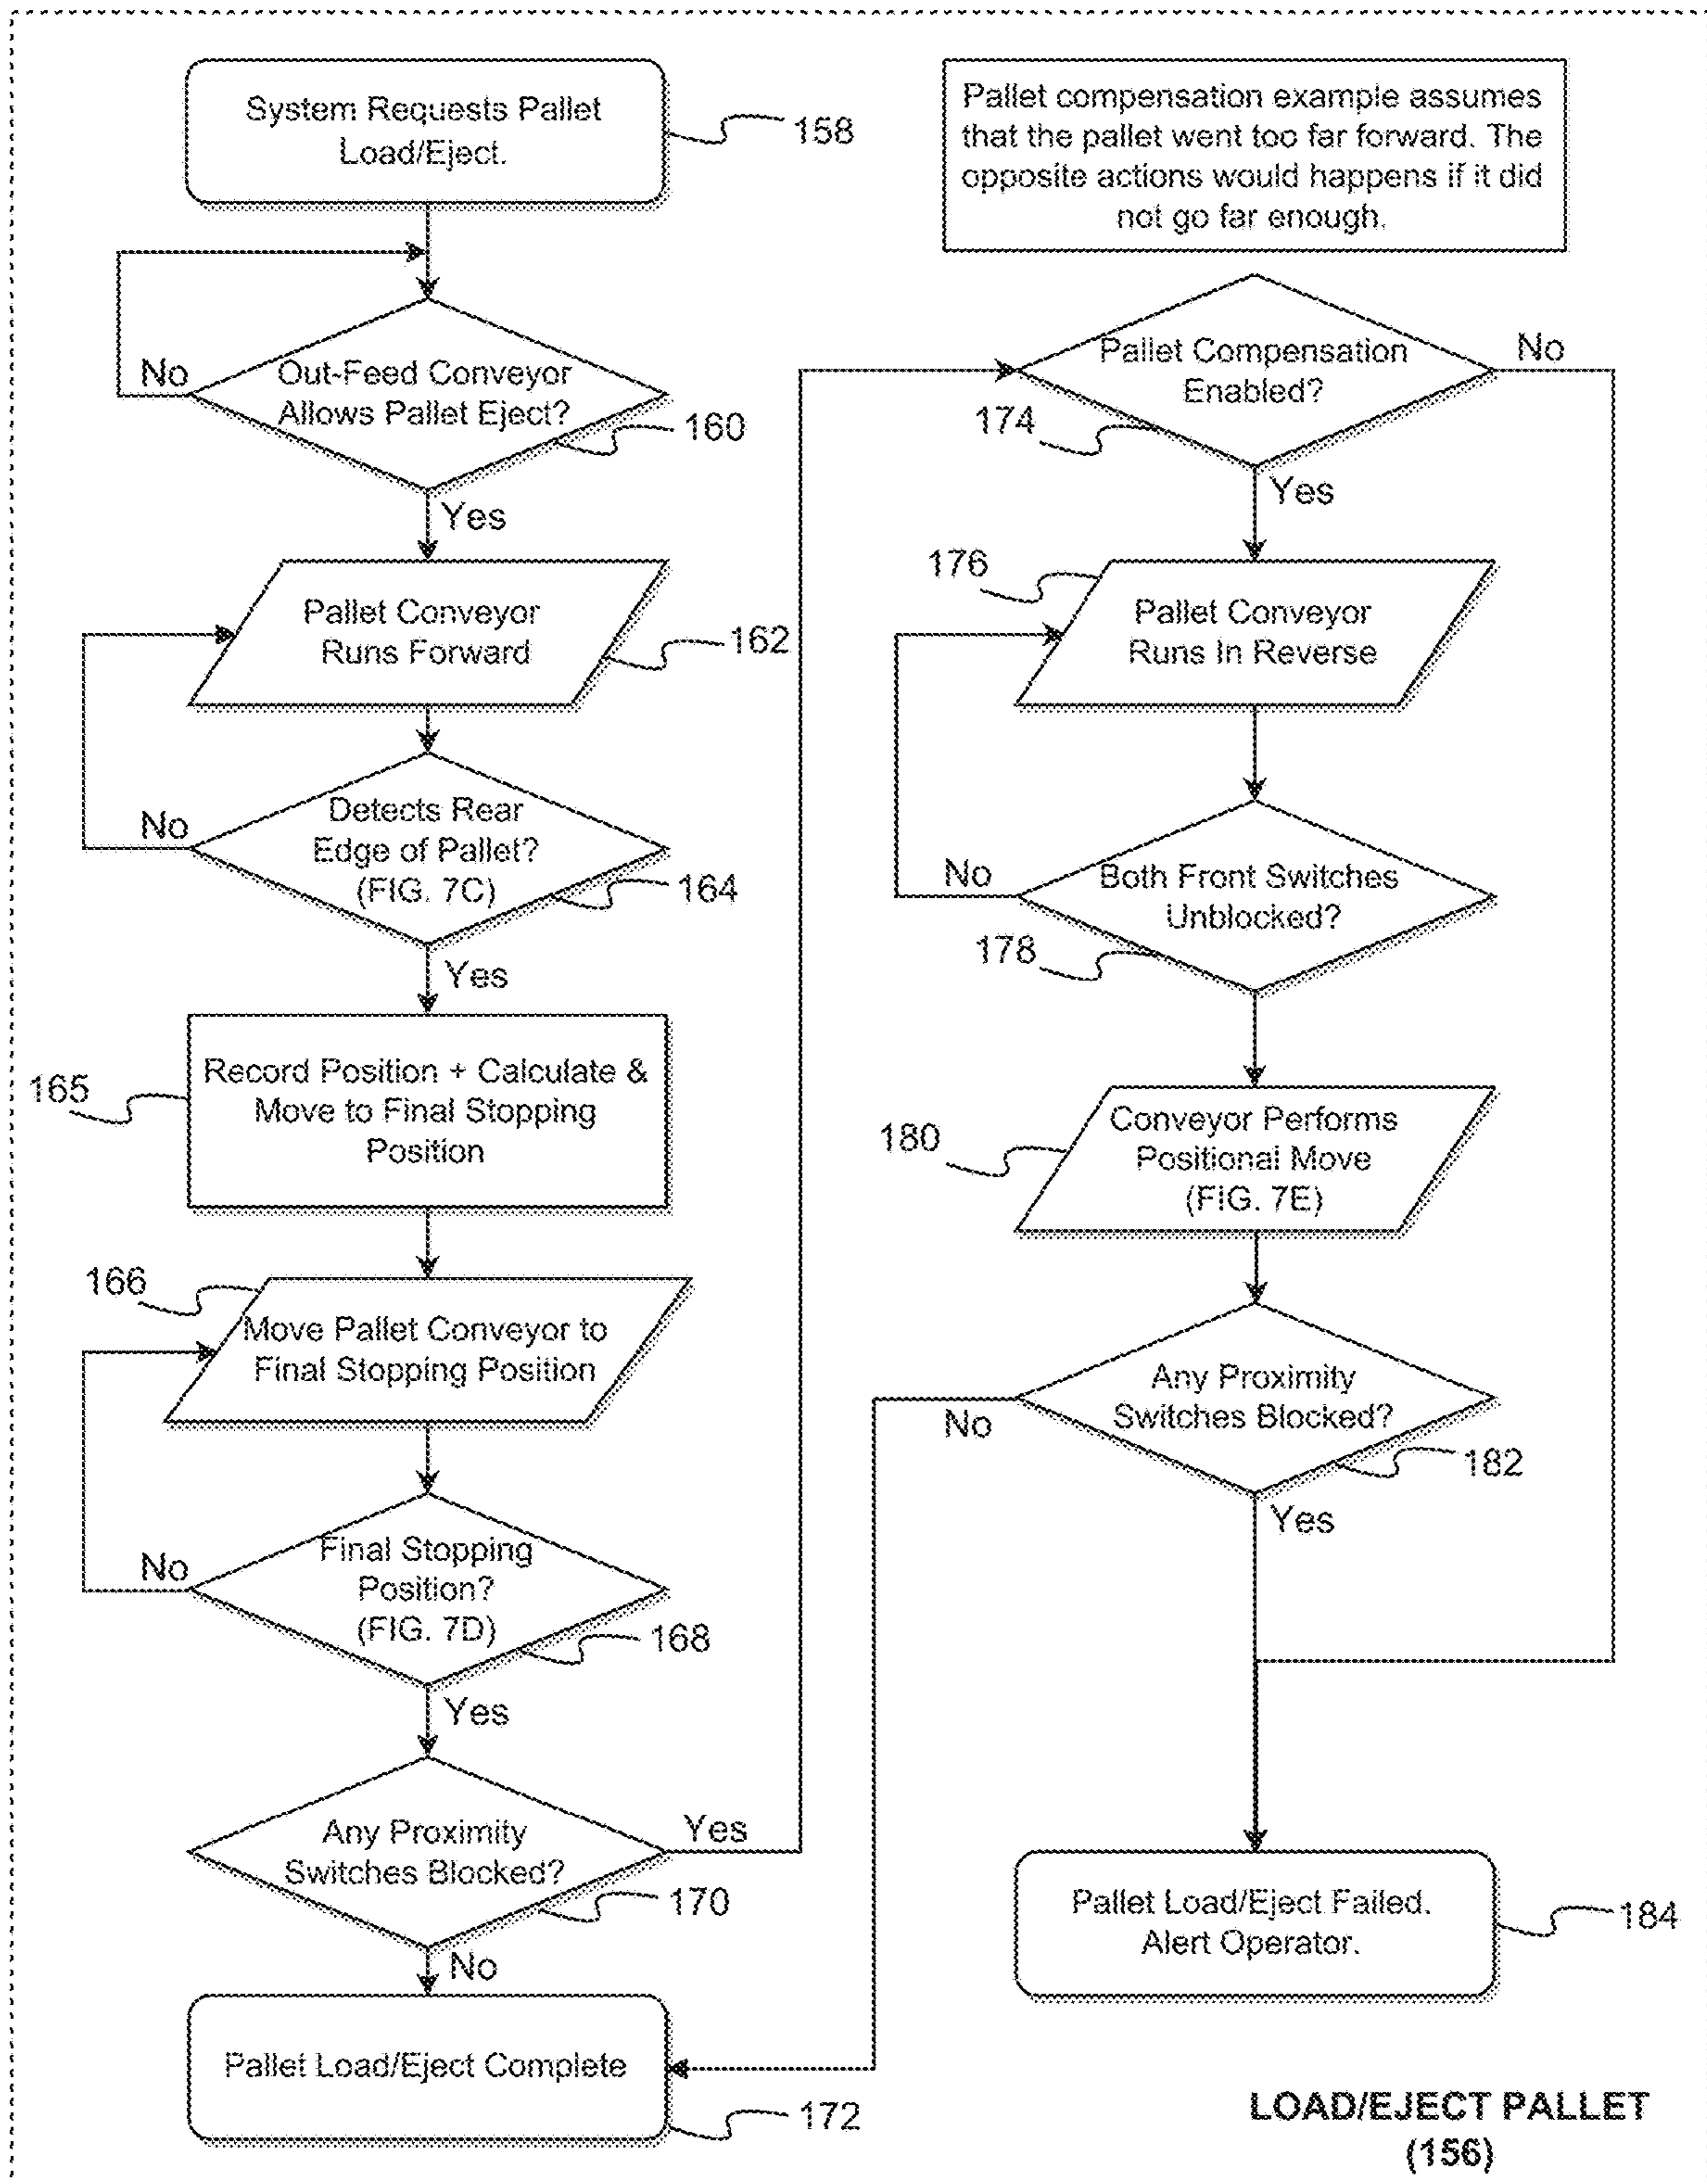 System Requests Pallet
Load/Eject.
158
No
Out-Feed Conveyor
Allows Pallet Eject?
160
Yes
Pallet Conveyor
Runs Forward
162
No
Detects Rear
Edge of Pallet?
(FIG. 7C)
164
Yes
165
Record Position + Calculate &
Move to Final Stopping
Position
166
Move Pallet Conveyor to
Final Stopping Position
No
Final Stopping
Position?
(FIG. 7D)
168
Yes
Any Proximity
Switches Blocked?
Yes
170
No
Pallet Load/Eject Complete
172
Pallet compensation example assumes
that the pallet went too far forward. The
opposite actions would happens if it did
not go far enough.
Pallet Compensation
Enabled?
No
174
Yes
176
Pallet Conveyor
Runs In Reverse
No
Both Front Switches
Unblocked?
178
180
Conveyor Performs
Positional Move
(FIG. 7E)
Any Proximity
Switches Blocked?
No
182
Yes
Pallet Load/Eject Failed.
Alert Operator.
184
LOAD/EJECT PALLET
(156)